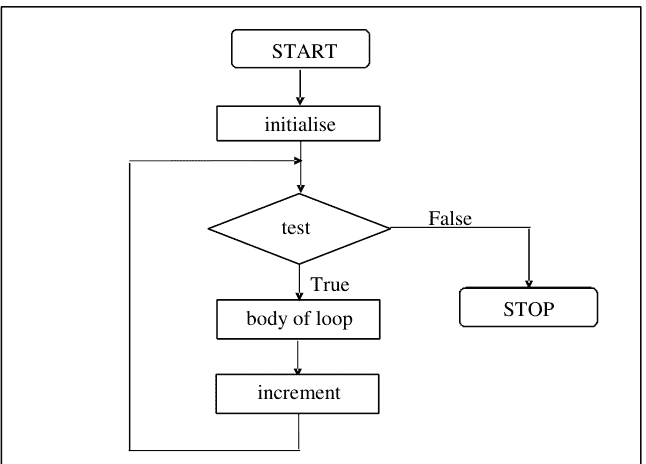 START
initialise
test
False
True
body of loop
STOP
increment